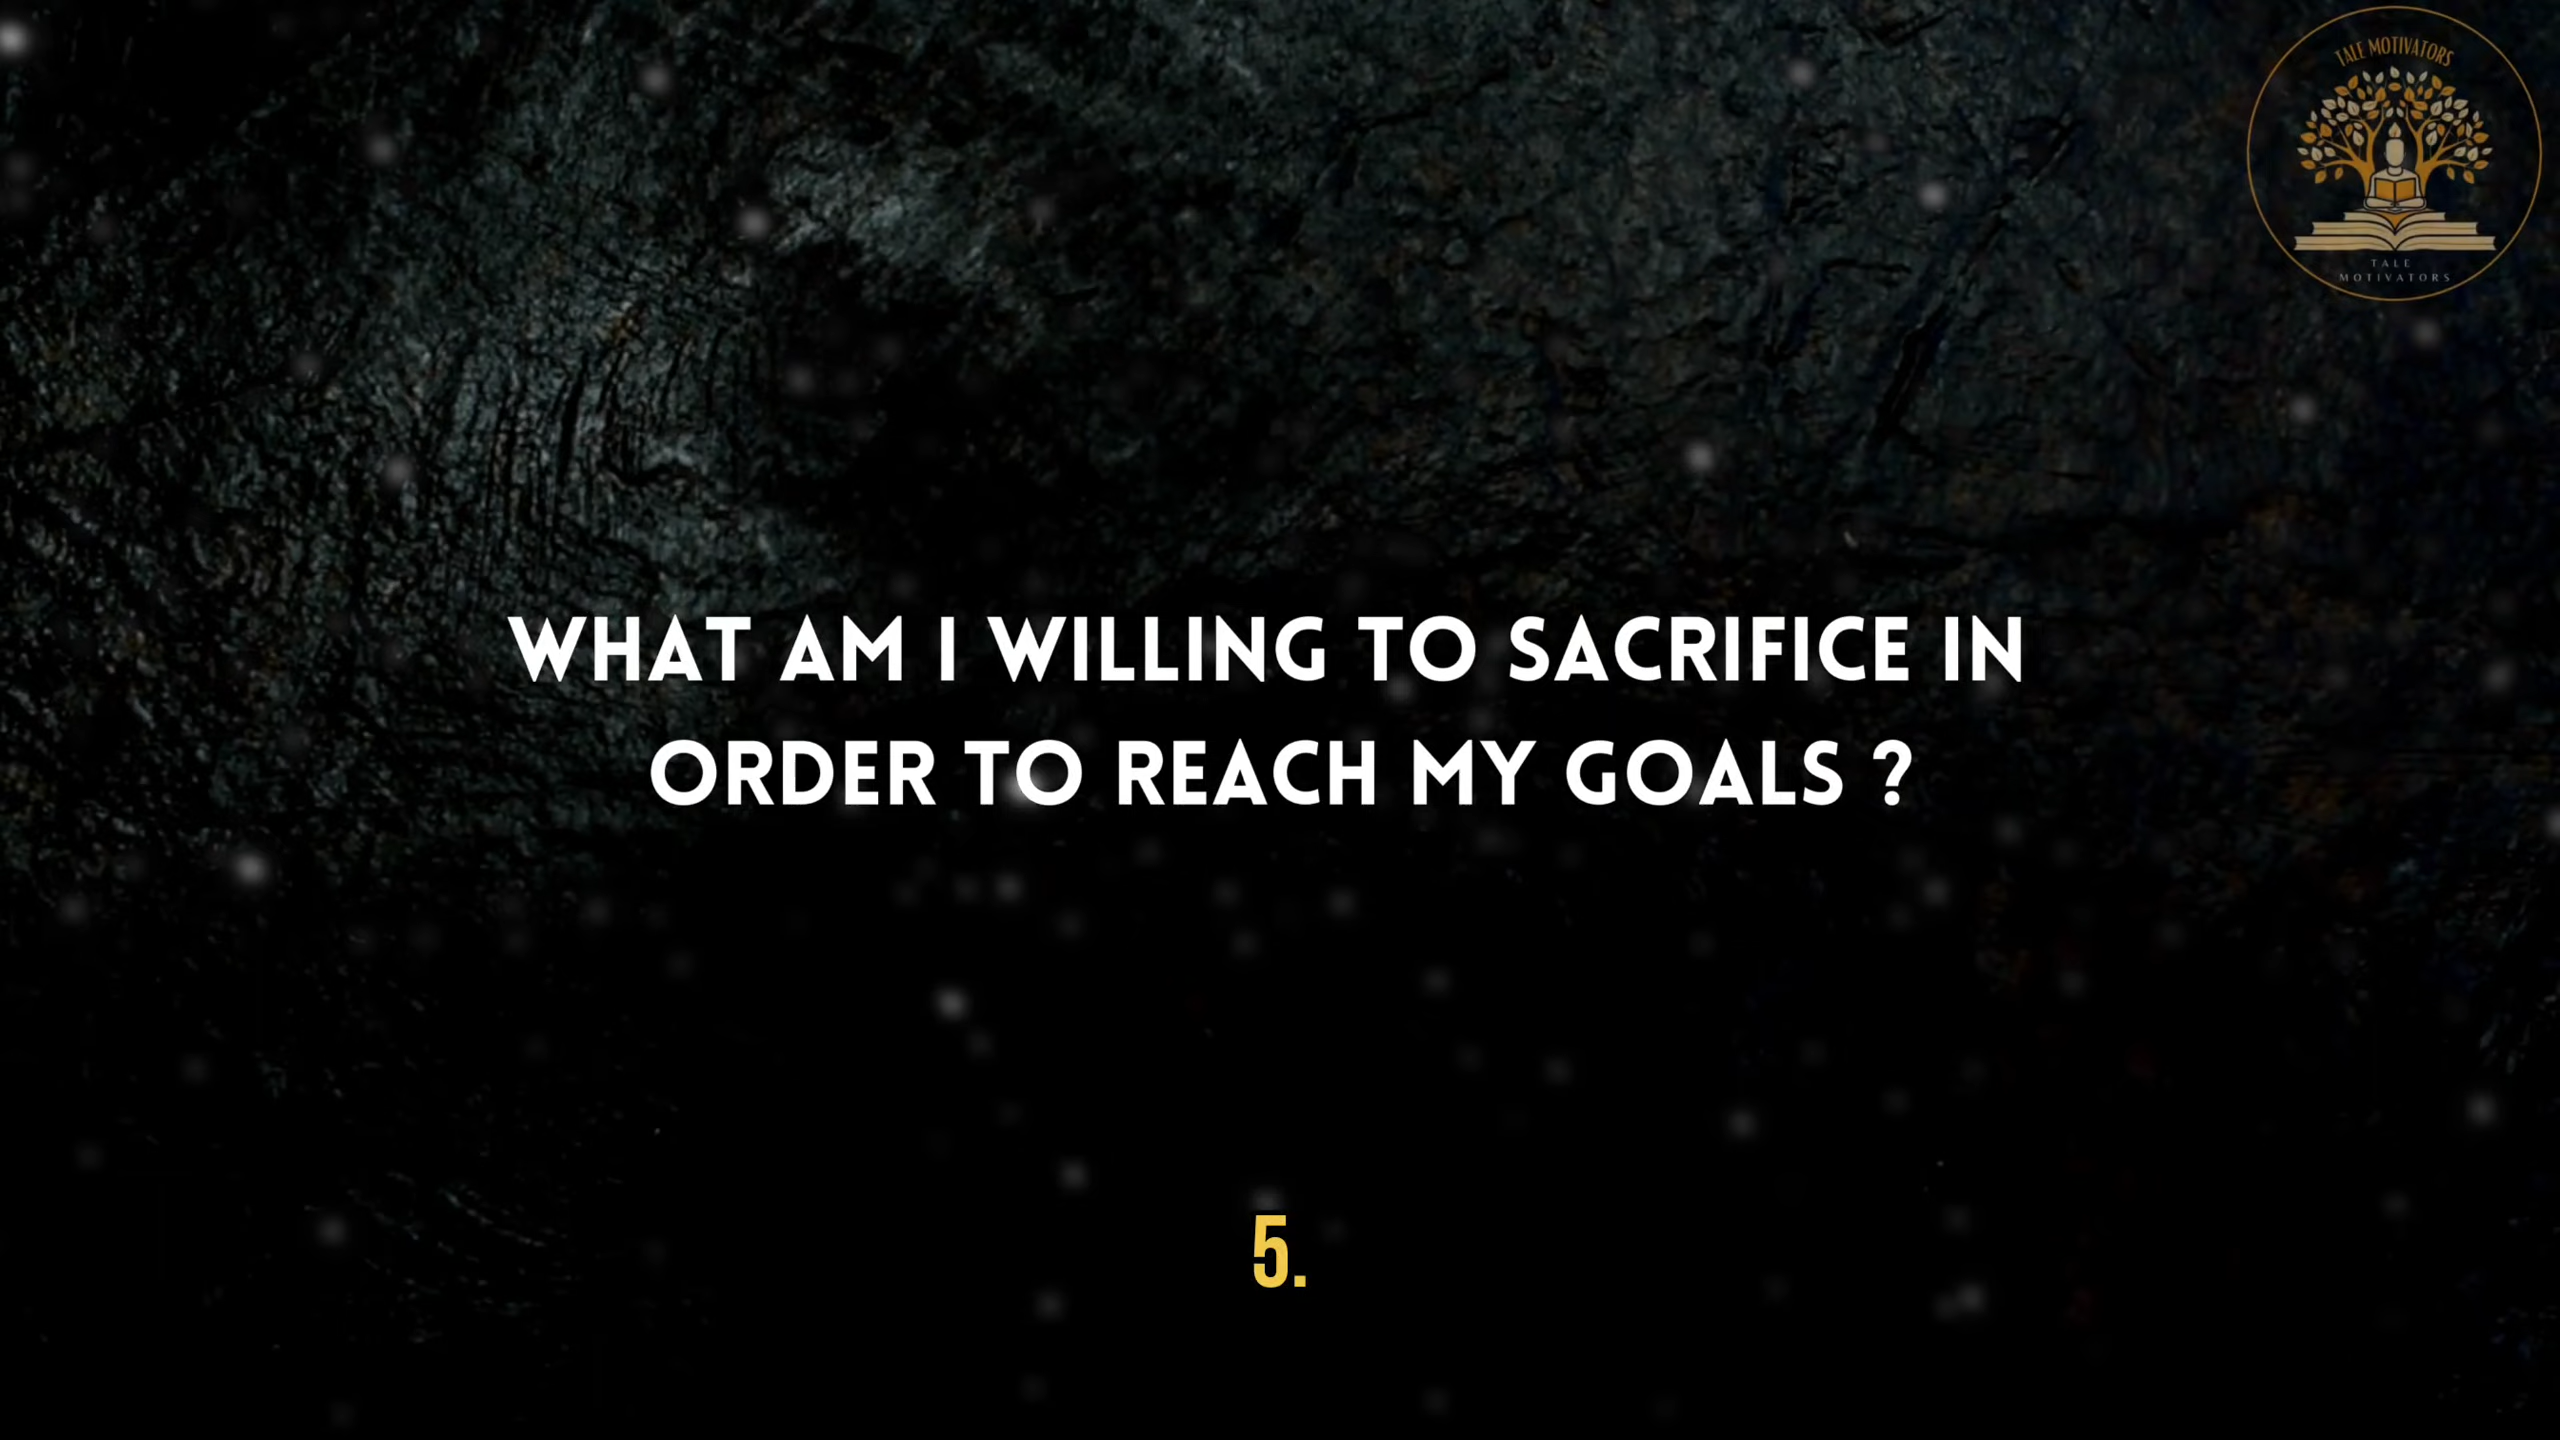 TALE MOTIVATORS
TALE
MOTIVATORS
WHAT AM I WILLING TO SACRIFICE IN
ORDER TO REACH MY GOALS ?
5.